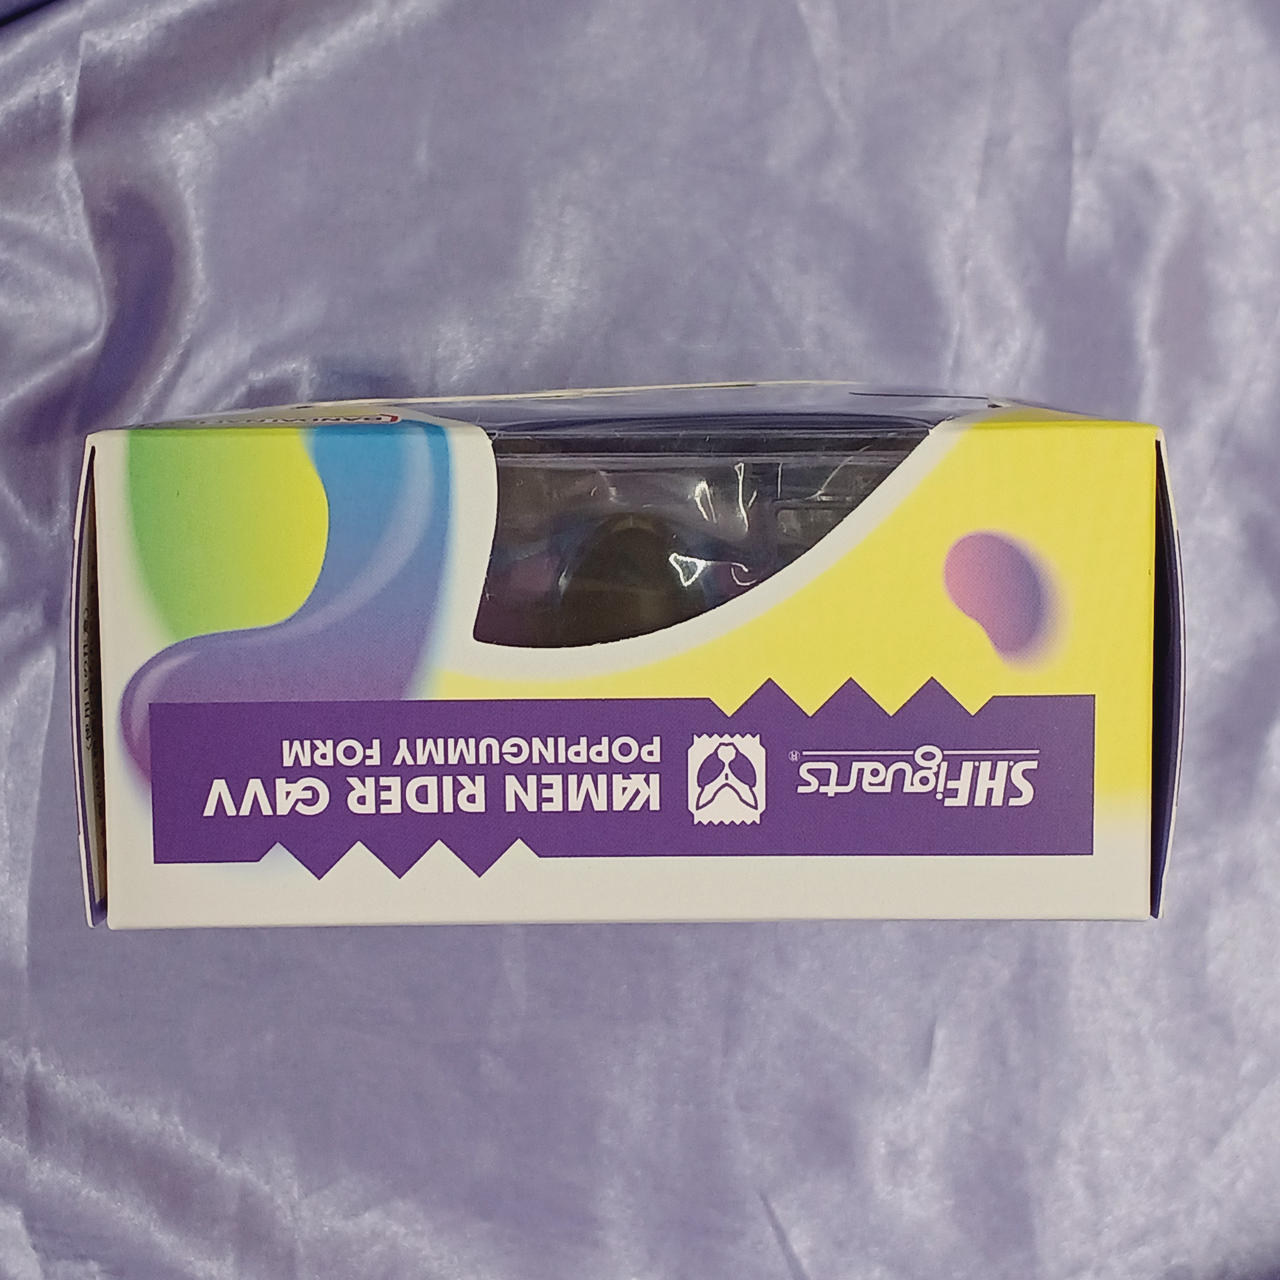 S.H.Figuarts®
KAMEN RIDER GAVV
POPPINGUMMY FORM